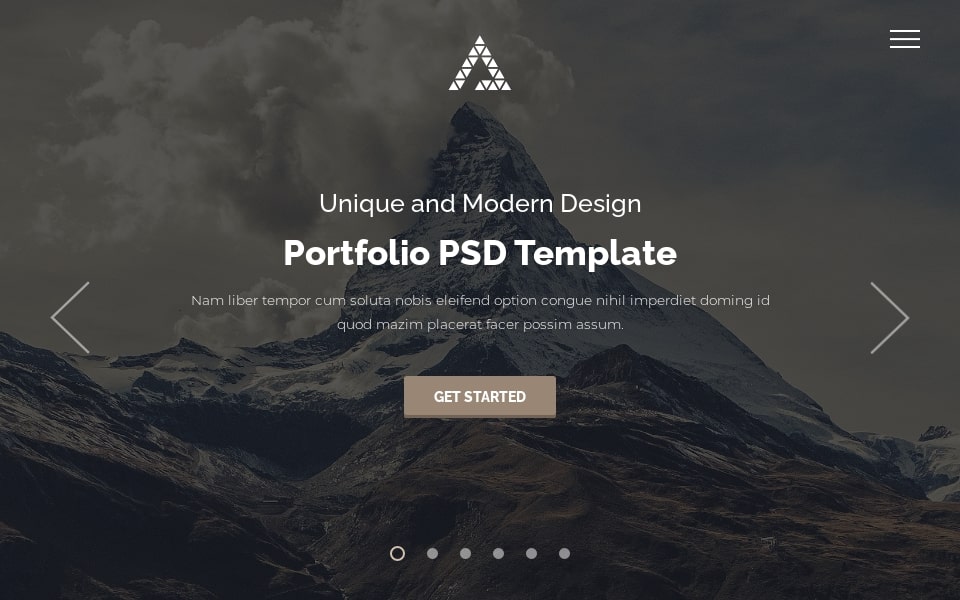 Unique and Modern Design
Portfolio PSD Template
Nam liber tempor cum soluta nobis eleifend option congue nihil imperdiet doming id
quod mazim placerat facer possim assum.
GET STARTED